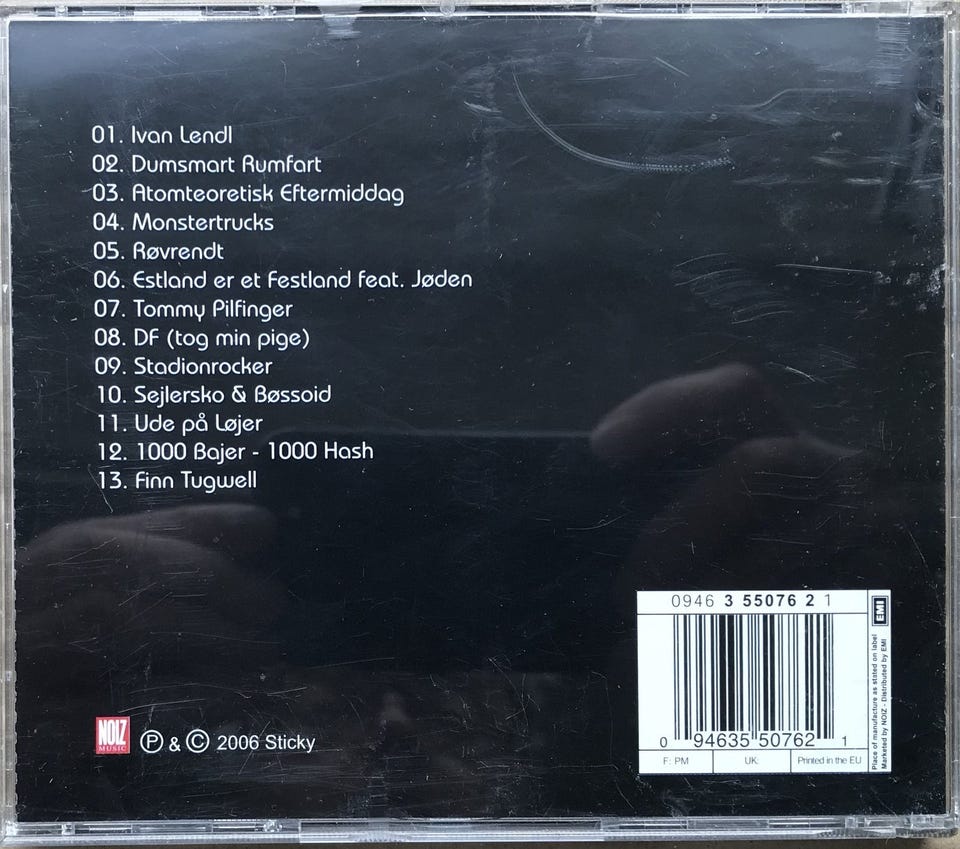 01. Ivan Lendl
02. Dumsmart Rumfart
03. Atomteoretisk Eftermiddag
04. Monstertrucks
05. Røvrendt
06. Estland er et Festland feat. Jøden
07. Tommy Pilfinger
08. DF (tog min pige)
09. Stadionrocker
10. Sejlersko & Bøssoid
11. Ude på Løjer
12. 1000 Bajer - 1000 Hash
13. Finn Tugwell
0946 3 55076 2 1
EMI
Place of manufacture as stated on label
Marketed by NOIZ - Distributed by EMI
0 94635 50762 1
F: PM
UK:
Printed in the EU
NOIZ
MUSIC
Ⓟ & © 2006 Sticky